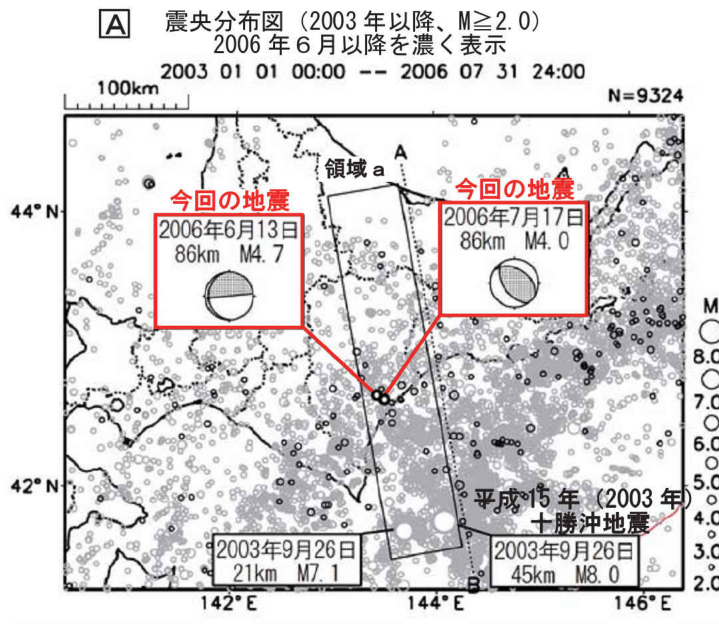 A 震央分布図（2003年以降、M≧2.0）
2006年６月以降を濃く表示
2003 01 01 00:00 -- 2006 07 31 24:00
100km
N=9324
領域ａ
A
44°N
今回の地震
2006年6月13日
86km M4.7
今回の地震
2006年7月17日
86km M4.0
M
8.0
7.0
6.0
5.0
4.0
3.0
2.0
42°N
平成15年（2003年）
十勝沖地震
2003年9月26日
21km M7.1
2003年9月26日
45km M8.0
B
142°E
144°E
146°E